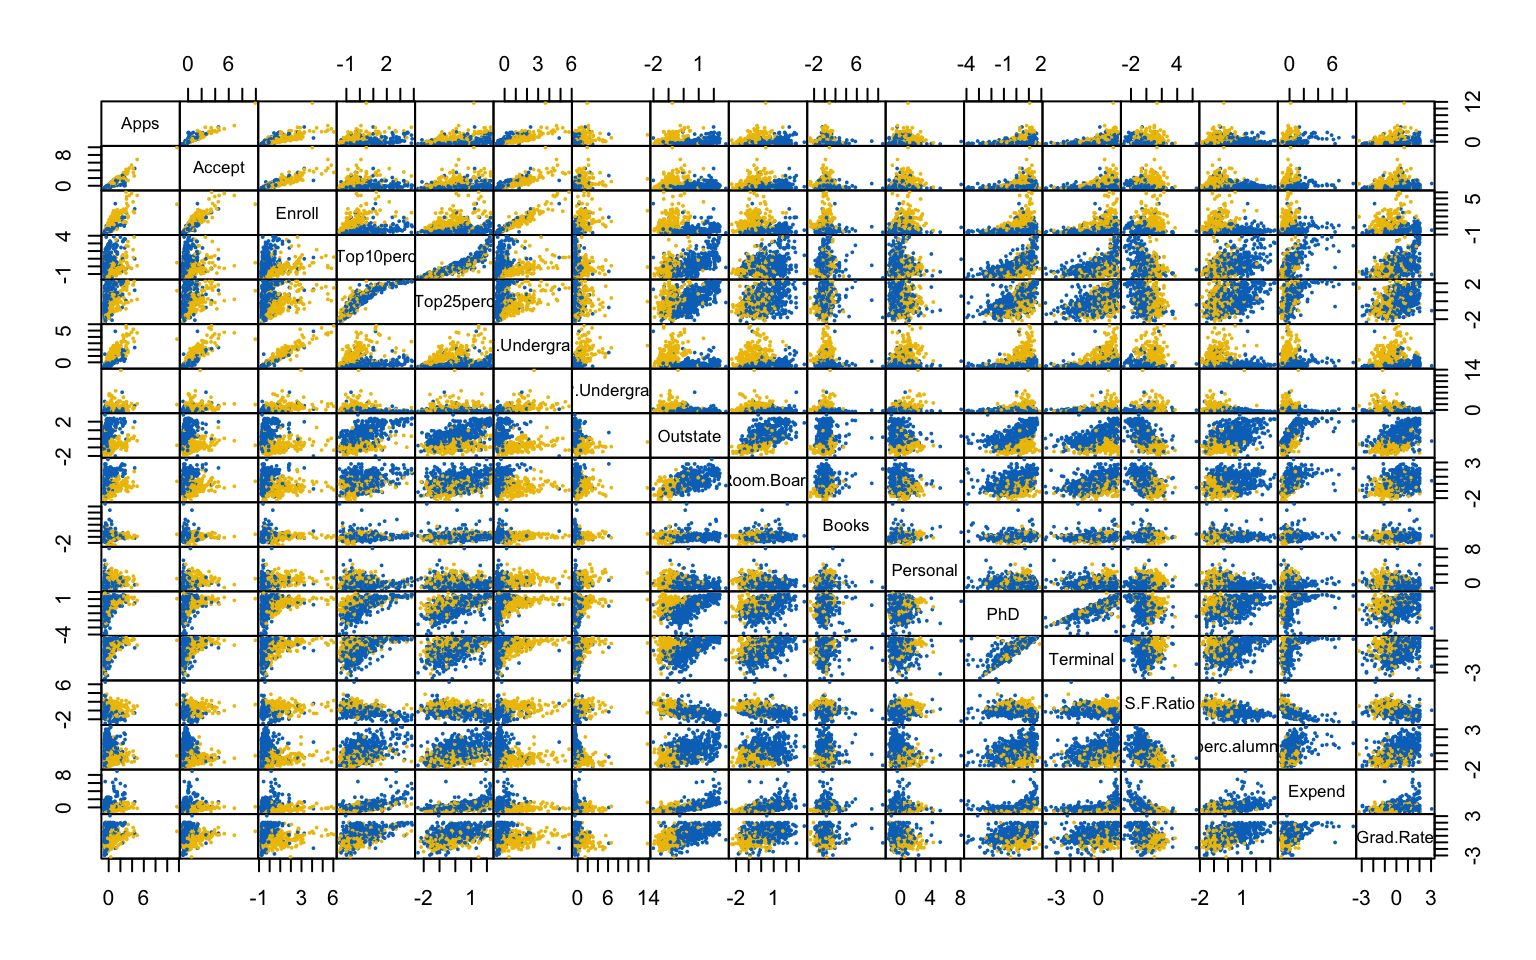 0 6 -1 2 0 3 6 -2 1 -2 6 -4 -1 2 -2 4 0 6
Apps 0 12
0 8 Accept
Enroll -1 5
-1 4 Top10perc
Top25perc -2 2
0 5 .Undergra
.Undergra 0 14
-2 2 Outstate
Room.Boar -2 3
-2 Books
Personal 0 8
-4 1 PhD
Terminal -3
-2 6 S.F.Ratio
perc.alumn -2 3
0 8 Expend
Grad.Rate -3 3
0 6 -1 3 6 -2 1 0 6 14 -2 1 0 4 8 -3 0 -2 1 -3 0 3